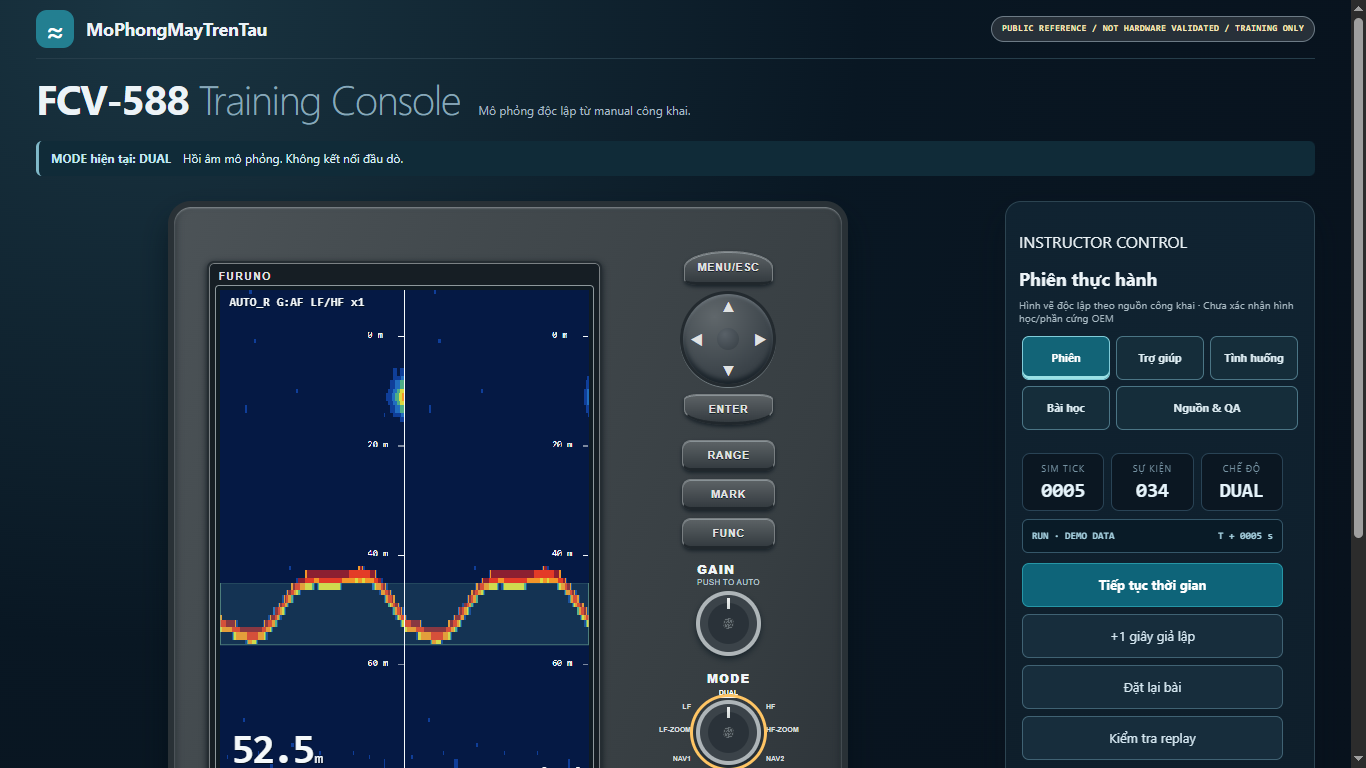 ≈ MoPhongMayTrenTau
PUBLIC REFERENCE / NOT HARDWARE VALIDATED / TRAINING ONLY
FCV-588 Training Console Mô phỏng độc lập từ manual công khai.
MODE hiện tại: DUAL Hồi âm mô phỏng. Không kết nối đầu dò.
FURUNO
AUTO_R G:AF LF/HF x1
0 m 0 m
20 m 20 m
40 m 40 m
60 m 60 m
52.5m
MENU/ESC
ENTER
RANGE
MARK
FUNC
GAIN
PUSH TO AUTO
MODE
DUAL
LF HF
LF-ZOOM HF-ZOOM
NAV1 NAV2
INSTRUCTOR CONTROL
Phiên thực hành
Hình vẽ độc lập theo nguồn công khai · Chưa xác nhận hình
học/phần cứng OEM
Phiên Trợ giúp Tình huống
Bài học Nguồn & QA
SIM TICK SỰ KIỆN CHẾ ĐỘ
0005 034 DUAL
RUN · DEMO DATA T + 0005 s
Tiếp tục thời gian
+1 giây giả lập
Đặt lại bài
Kiểm tra replay